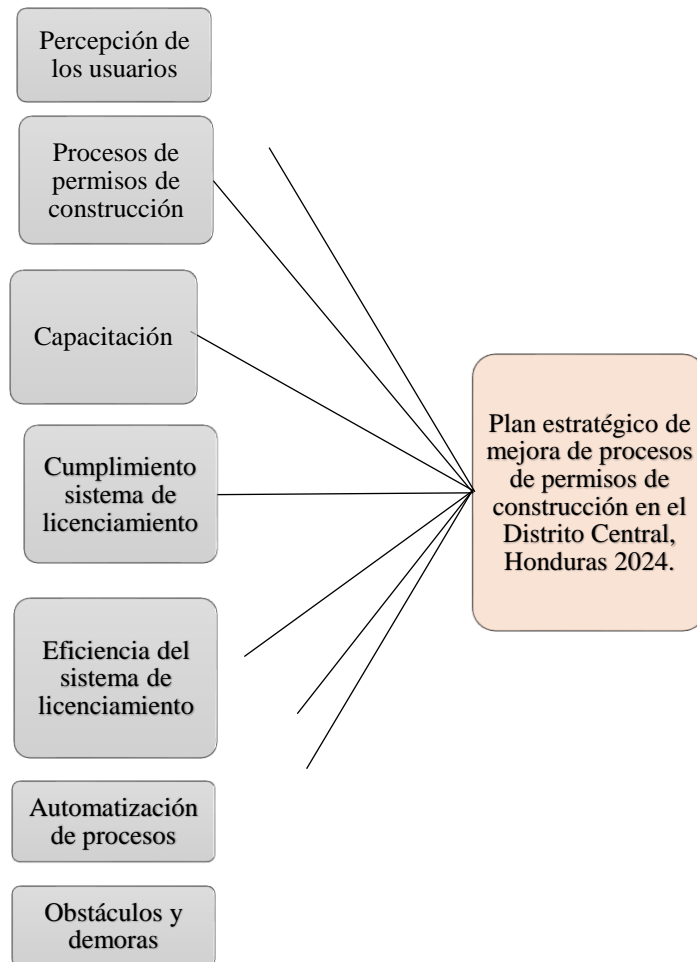 Percepción de
los usuarios
Procesos de
permisos de
construcción
Capacitación
Cumplimiento
sistema de
licenciamiento
Eficiencia del
sistema de
licenciamiento
Automatización
de procesos
Obstáculos y
demoras
Plan estratégico de
mejora de procesos
de permisos de
construcción en el
Distrito Central,
Honduras 2024.